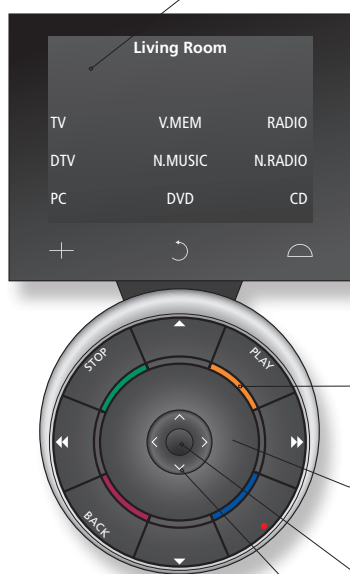 Living Room
TV V.MEM RADIO
DTV N.MUSIC N.RADIO
PC DVD CD
STOP PLAY
BACK